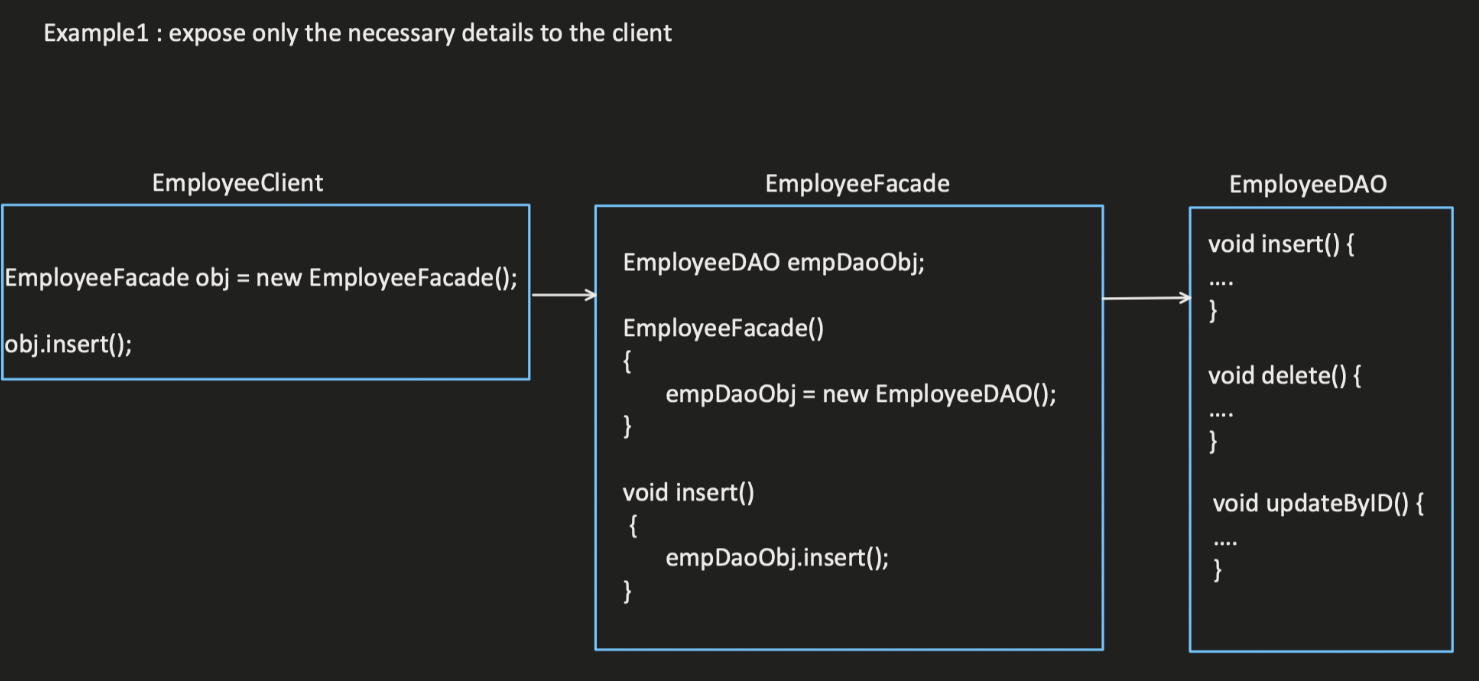 Example1 : expose only the necessary details to the client
EmployeeClient
EmployeeFacade obj = new EmployeeFacade();
obj.insert();
EmployeeFacade
EmployeeDAO empDaoObj;
EmployeeFacade()
{
empDaoObj = new EmployeeDAO();
}
void insert()
{
empDaoObj.insert();
}
EmployeeDAO
void insert() {
....
}
void delete() {
....
}
void updateByID() {
....
}